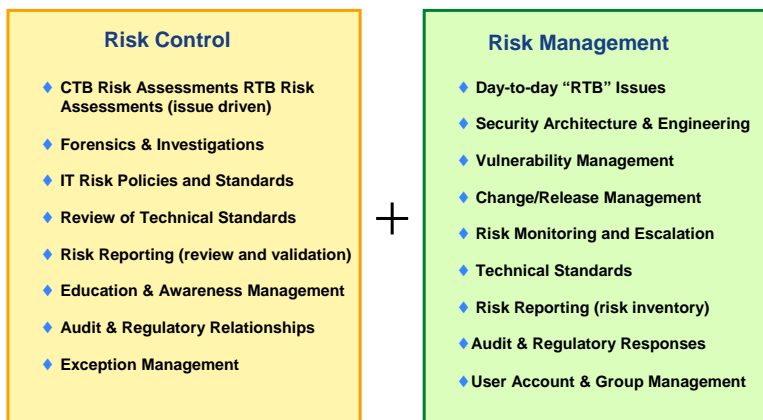 Risk Control
CTB Risk Assessments RTB Risk
Assessments (issue driven)
Forensics & Investigations
IT Risk Policies and Standards
Review of Technical Standards
Risk Reporting (review and validation)
Education & Awareness Management
Audit & Regulatory Relationships
Exception Management
+
Risk Management
Day-to-day “RTB” Issues
Security Architecture & Engineering
Vulnerability Management
Change/Release Management
Risk Monitoring and Escalation
Technical Standards
Risk Reporting (risk inventory)
Audit & Regulatory Responses
User Account & Group Management